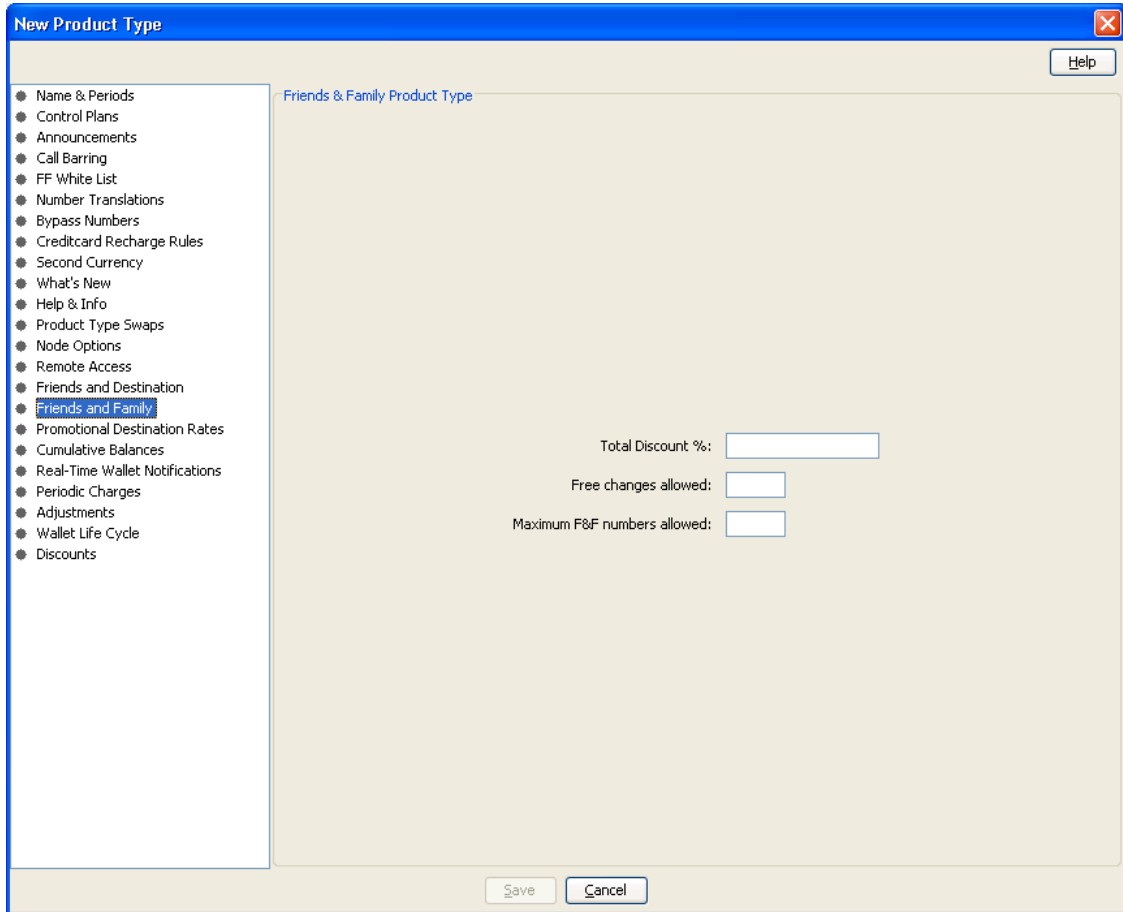 New Product Type
Help
Name & Periods
Control Plans
Announcements
Call Barring
FF White List
Number Translations
Bypass Numbers
Creditcard Recharge Rules
Second Currency
What's New
Help & Info
Product Type Swaps
Node Options
Remote Access
Friends and Destination
Friends and Family
Promotional Destination Rates
Cumulative Balances
Real-Time Wallet Notifications
Periodic Charges
Adjustments
Wallet Life Cycle
Discounts
Friends & Family Product Type
Total Discount %:
Free changes allowed:
Maximum F&F numbers allowed:
Save
Cancel